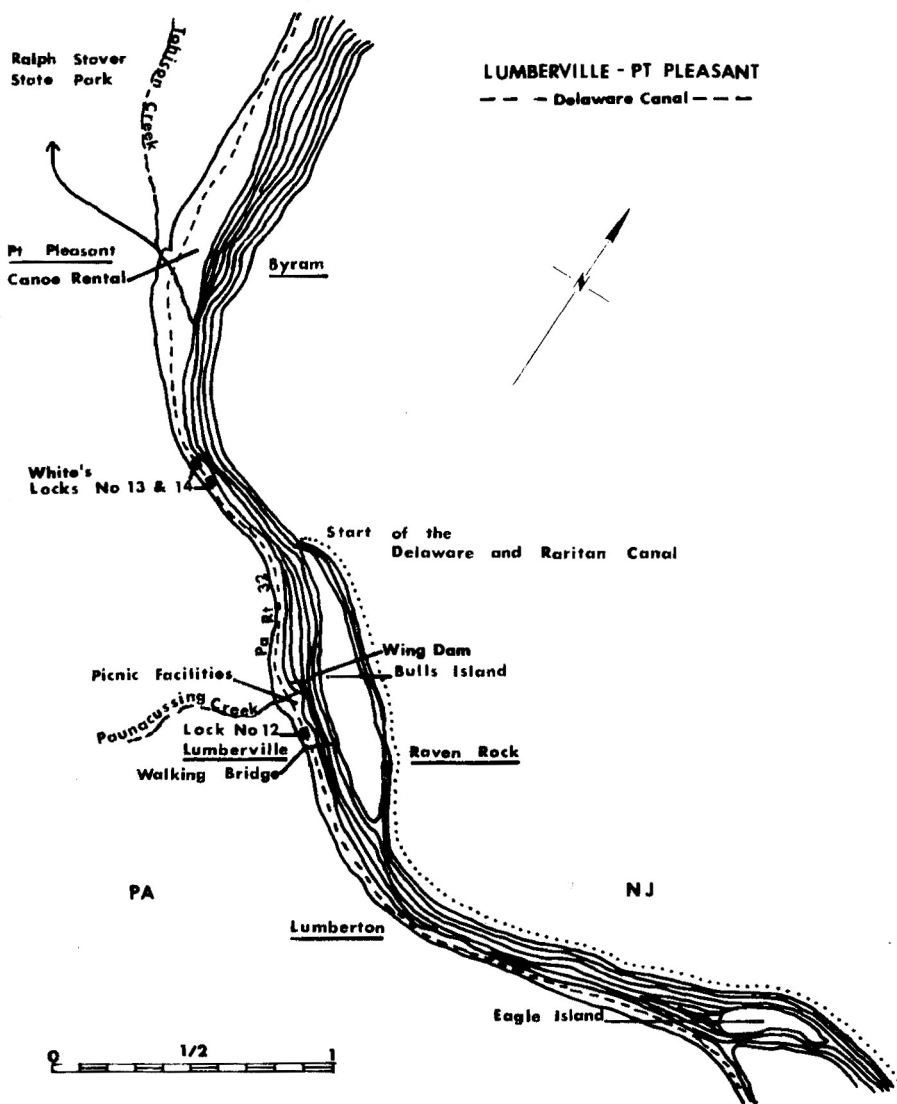 Ralph Stover
State Park
Tohisen Creek
LUMBERVILLE - PT PLEASANT
Delaware Canal
Pt Pleasant
Canoe Rental
Byram
N
White's
Locks No 13 & 14
Start of the
Delaware and Raritan Canal
Pa Rt 32
Wing Dam
Picnic Facilities
Bulls Island
Paunacussing Creek
Lock No 12
Lumberville
Raven Rock
Walking Bridge
PA
NJ
Lumberton
Eagle Island
0 1/2 1